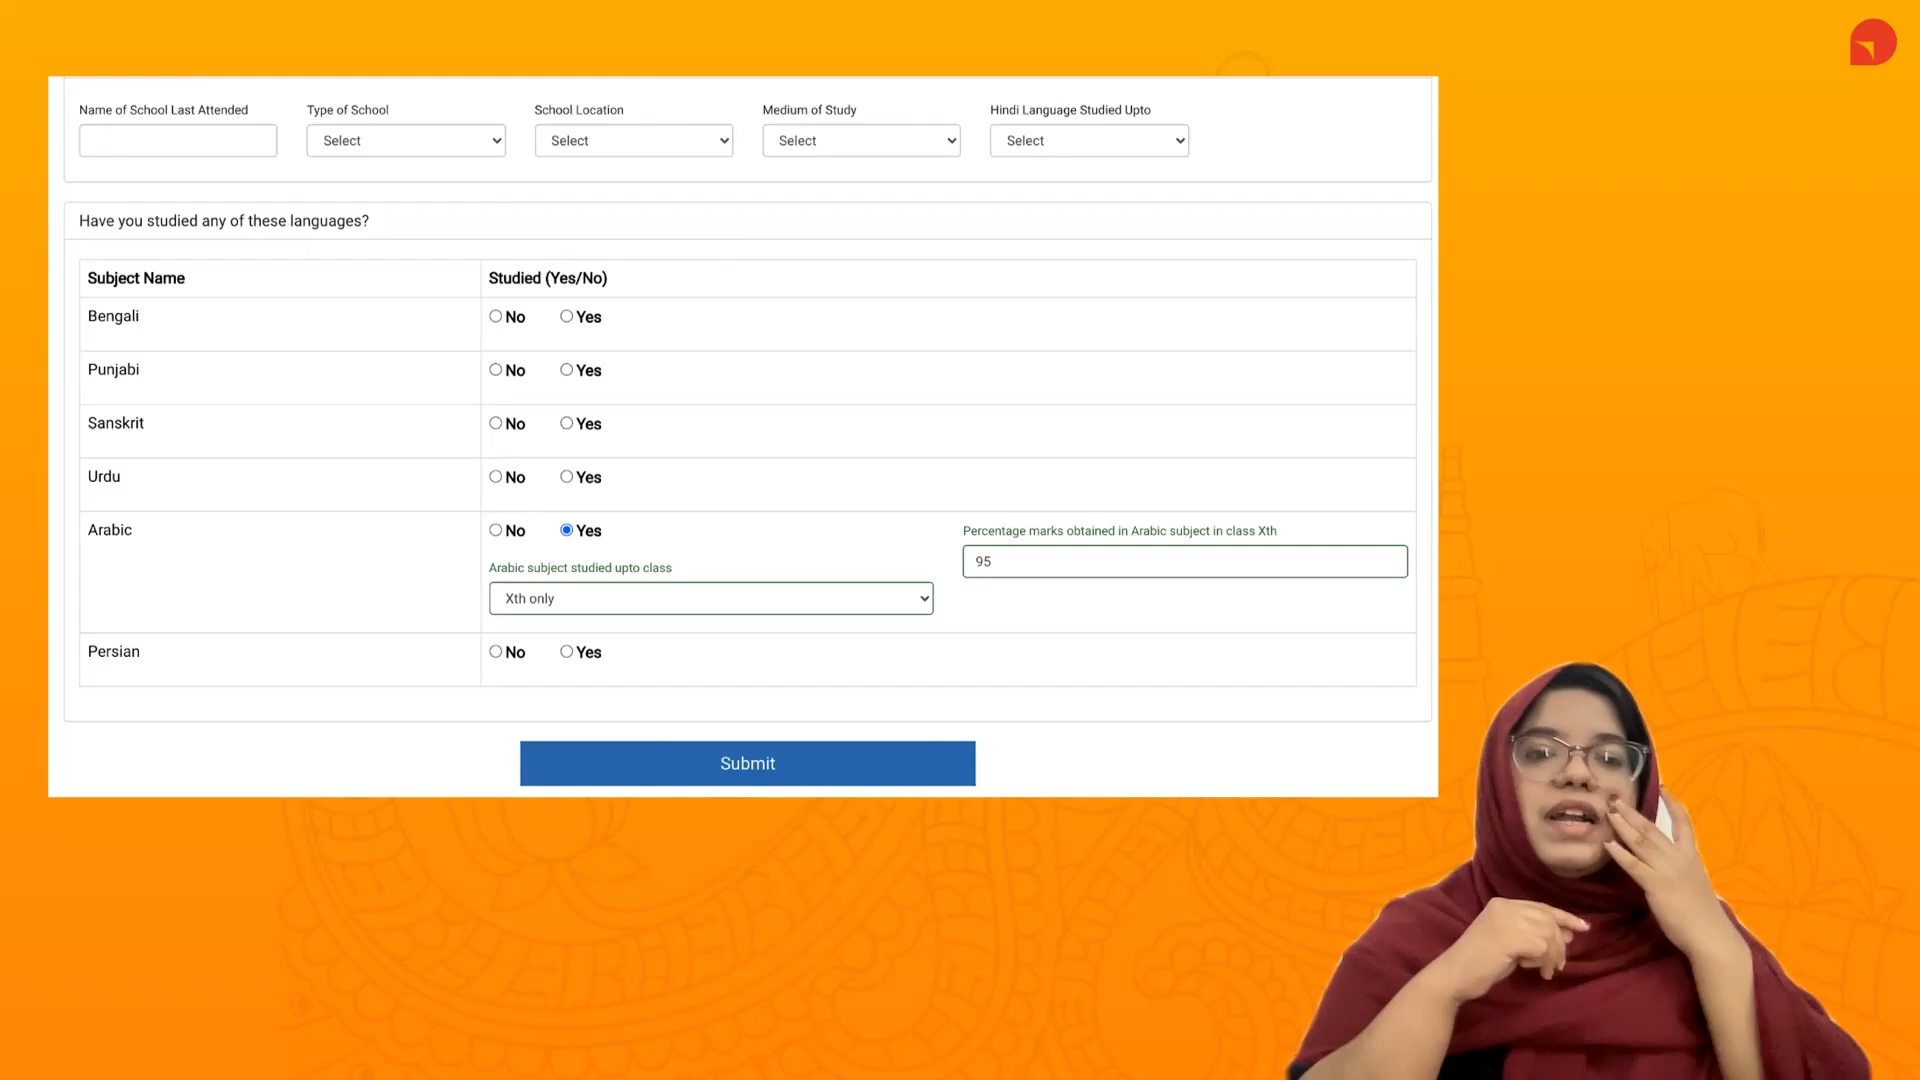 Name of School Last Attended Type of School School Location Medium of Study Hindi Language Studied Upto
Select Select Select Select
Have you studied any of these languages?
Subject Name Studied (Yes/No)
Bengali No Yes
Punjabi No Yes
Sanskrit No Yes
Urdu No Yes
Arabic No Yes Percentage marks obtained in Arabic subject in class Xth
95
Arabic subject studied upto class
Xth only
Persian No Yes
Submit